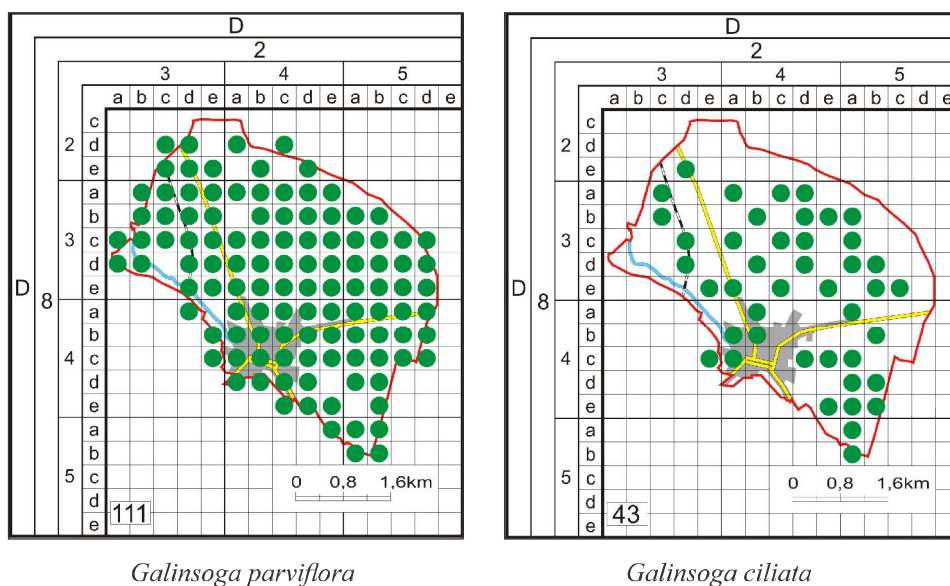 D
2
3 4 5
a b c d e a b c d e a b c d e
c
2 d
e
a
b
3 c
d
D 8 e
a
b
4 c
d
e
a
b
5 c
d
e
0 0,8 1,6km
111
Galinsoga parviflora
D
2
3 4 5
a b c d e a b c d e a b c d e
c
2 d
e
a
b
3 c
d
D 8 e
a
b
4 c
d
e
a
b
5 c
d
e
0 0,8 1,6km
43
Galinsoga ciliata